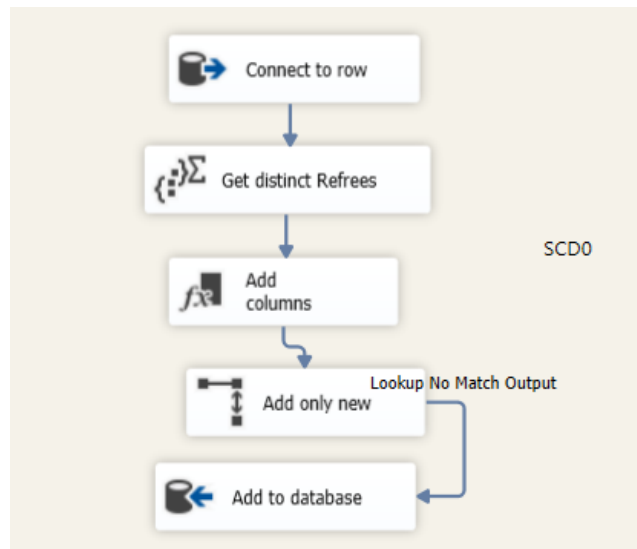 Connect to row
Get distinct Refrees
SCD0
Add
columns
Lookup No Match Output
Add only new
Add to database